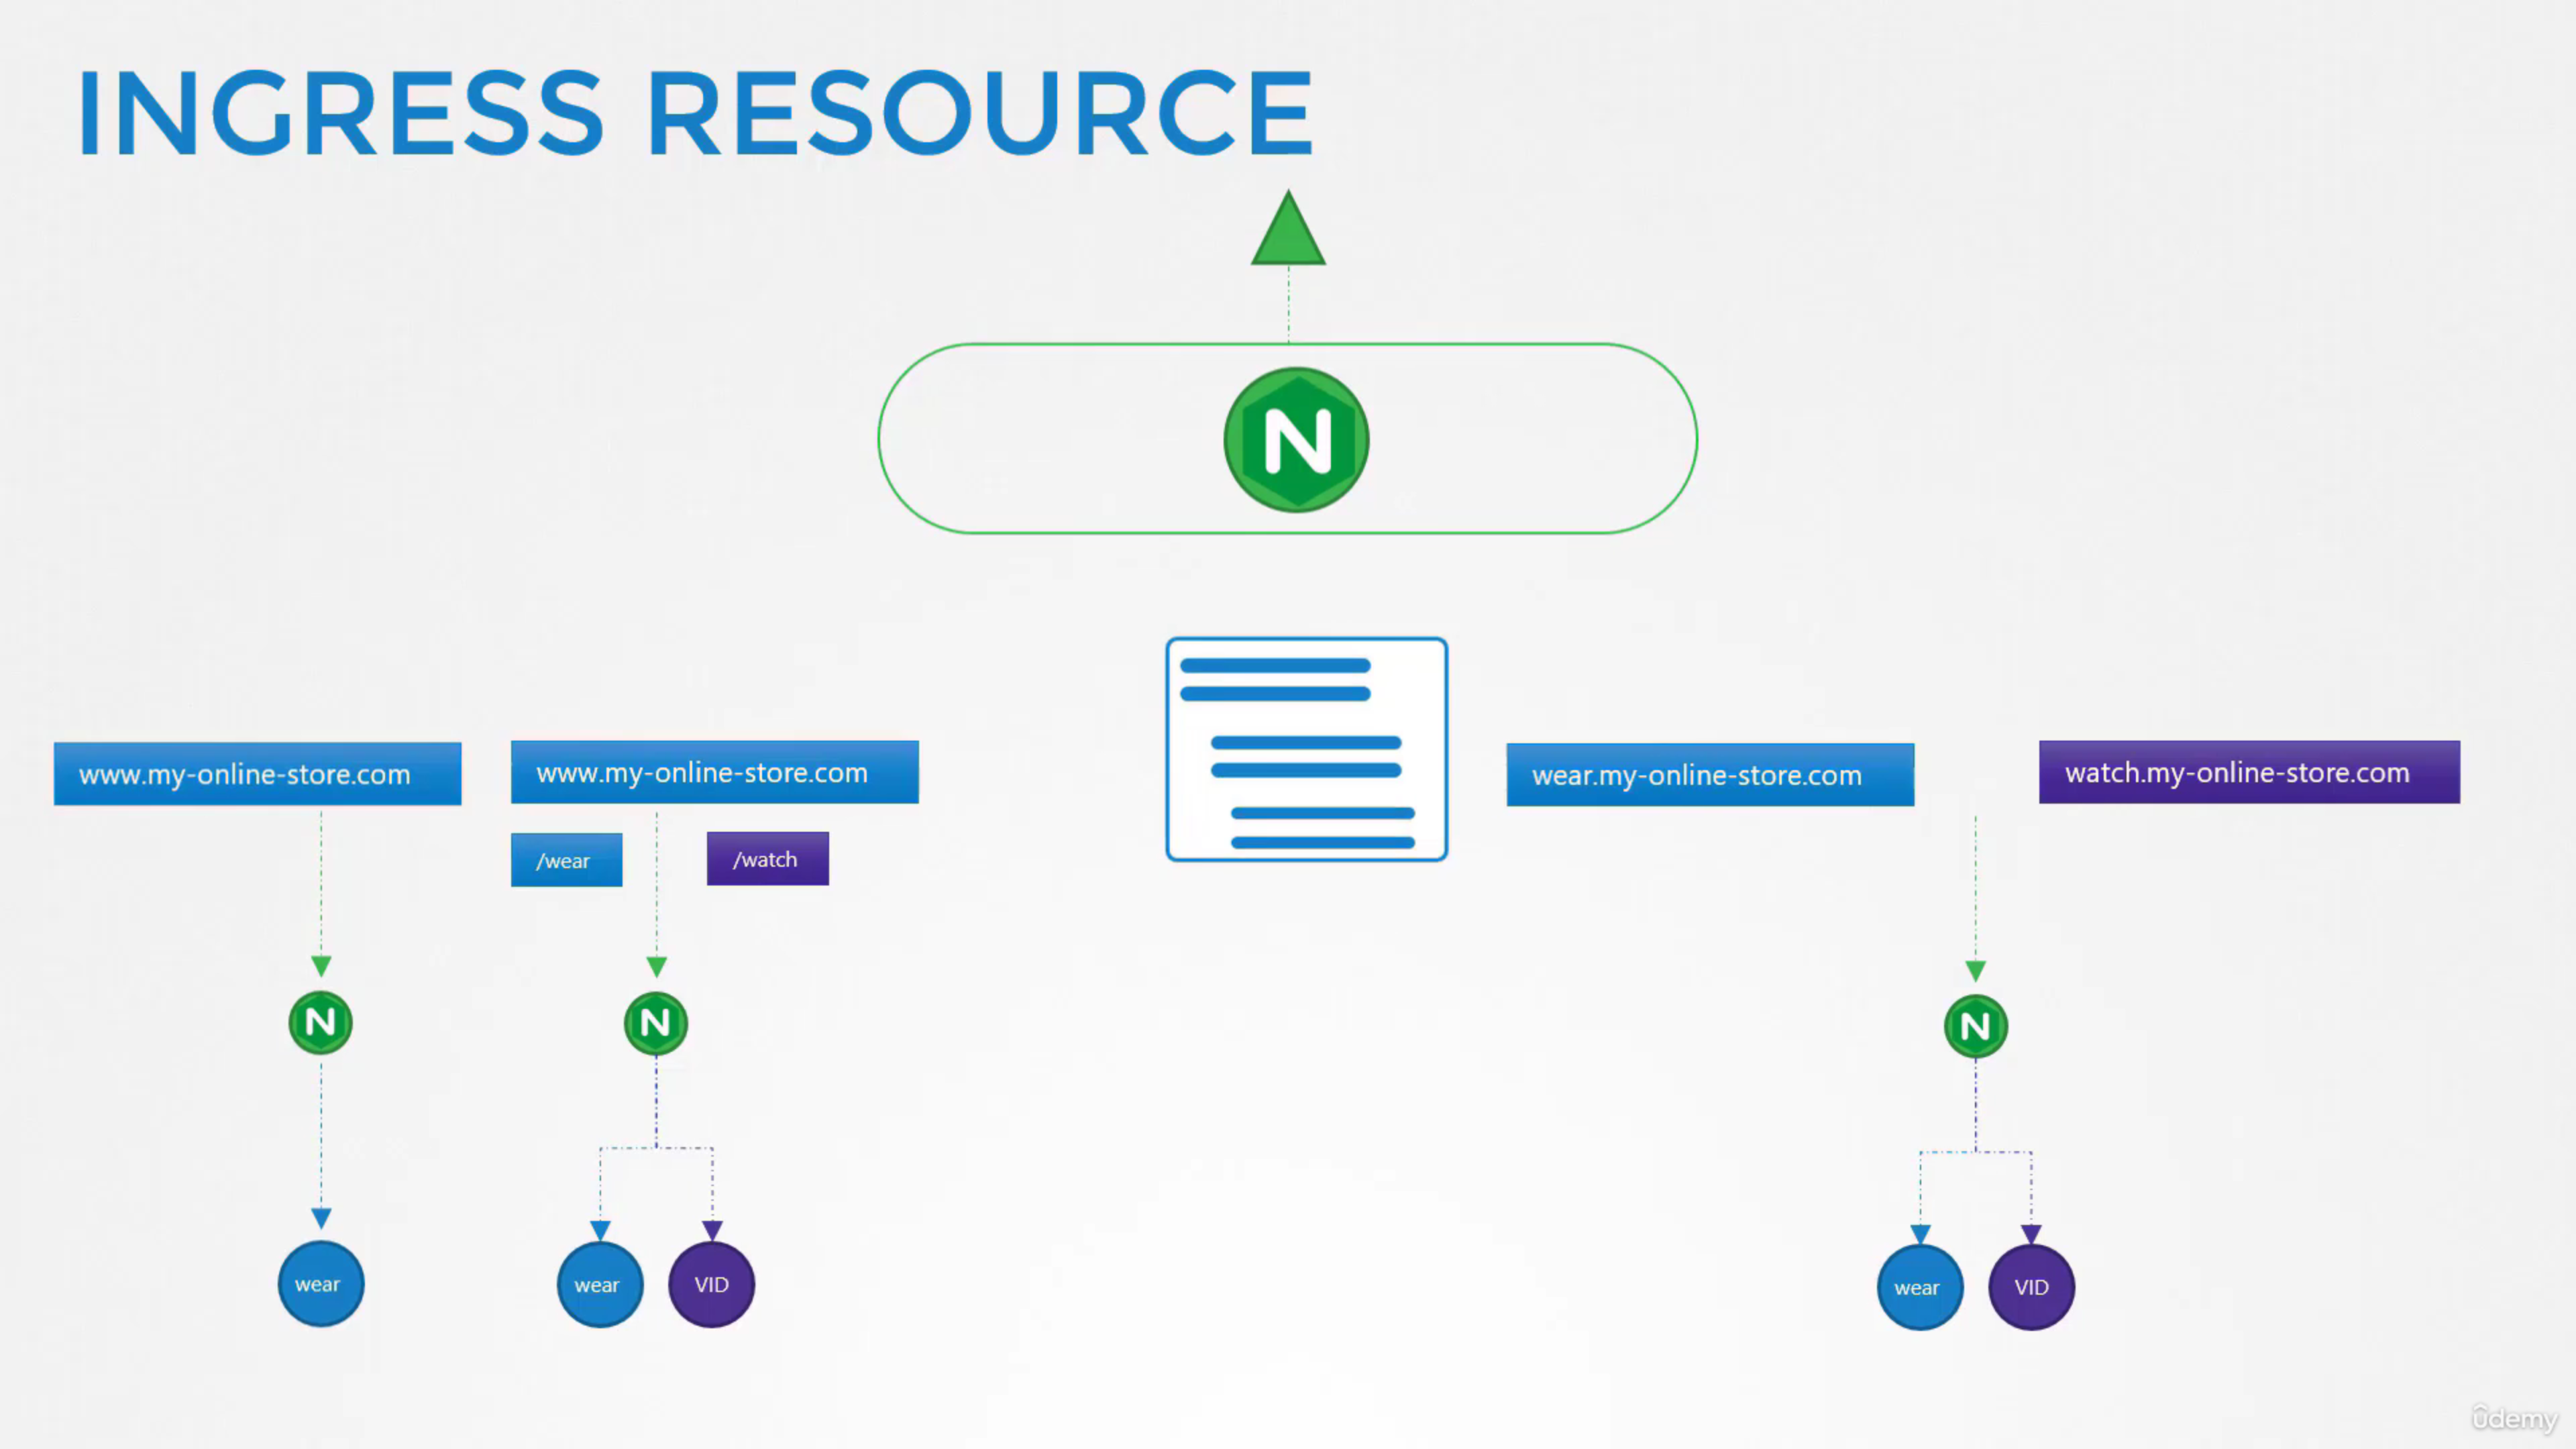 INGRESS RESOURCE
N
www.my-online-store.com
www.my-online-store.com
/wear
/watch
wear.my-online-store.com
watch.my-online-store.com
N
N
N
wear
wear
VID
wear
VID
ûdemy